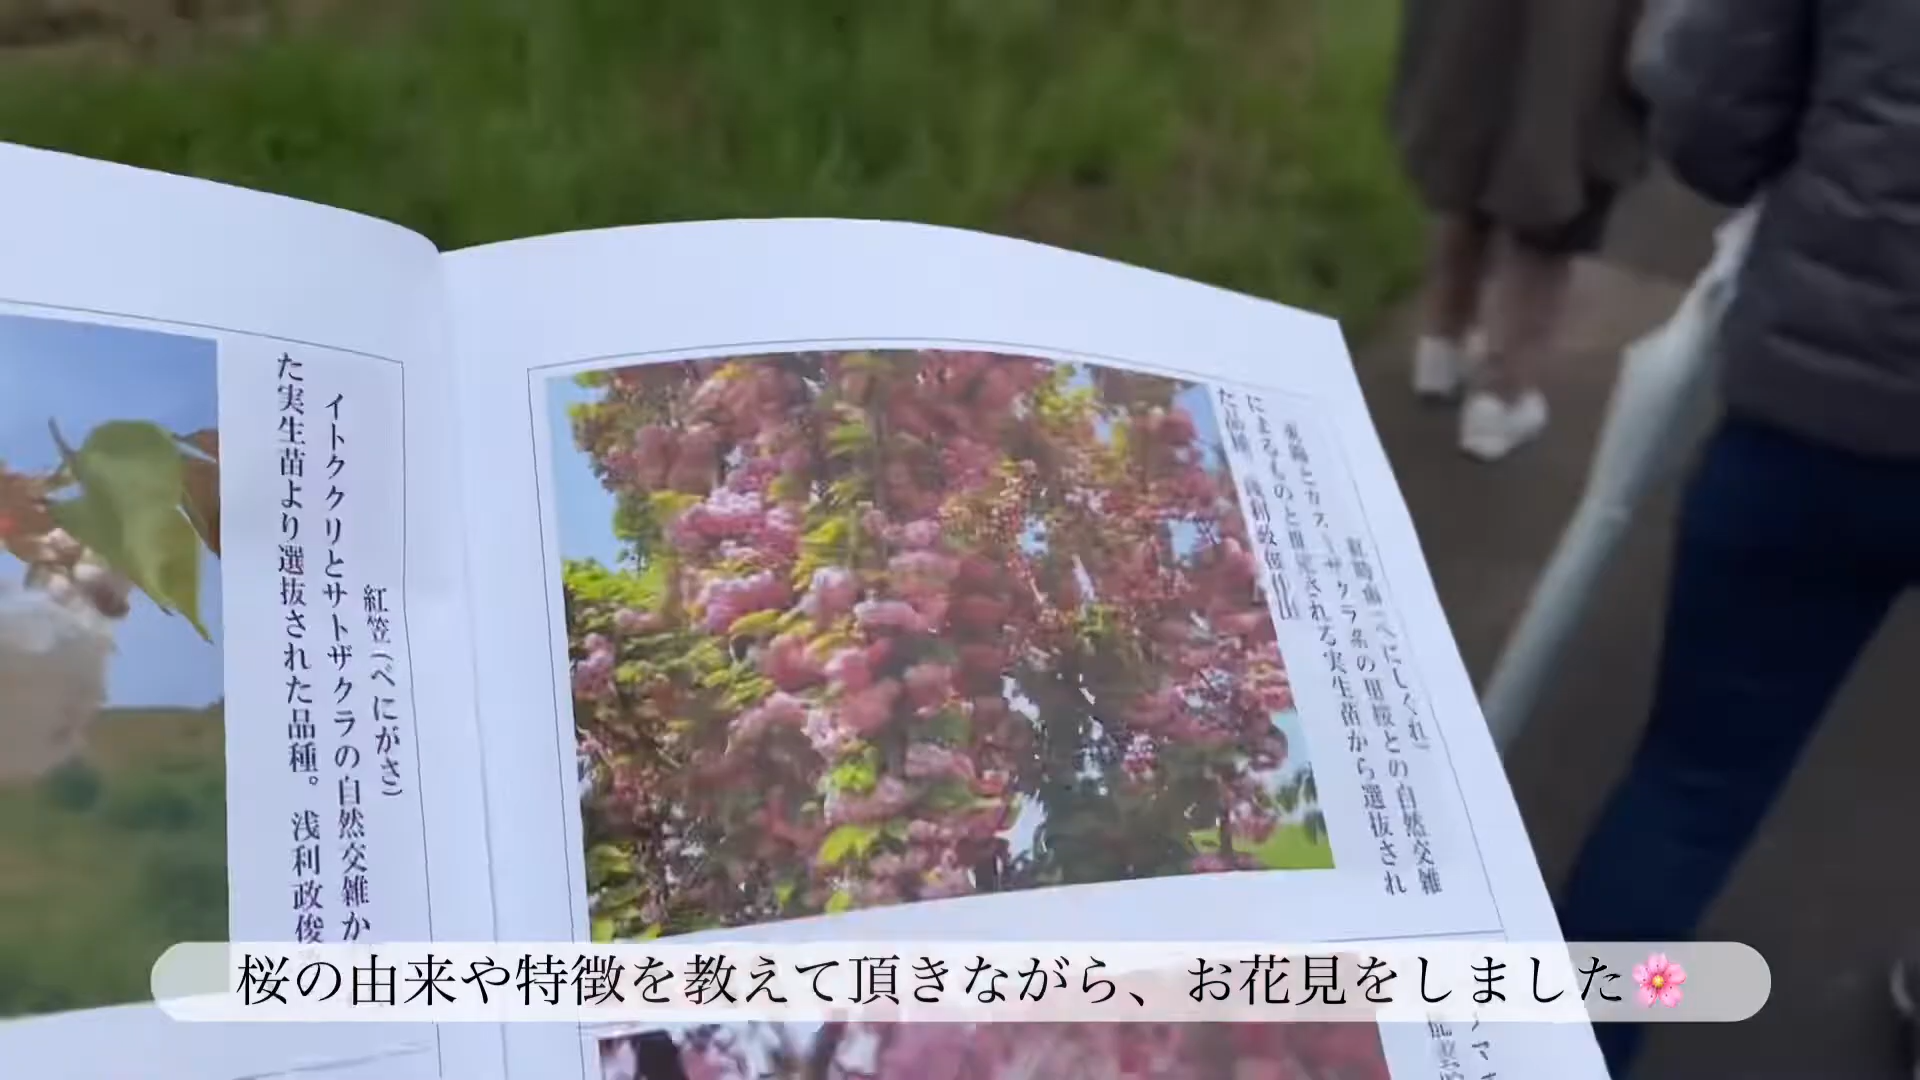 紅時雨(べにしぐれ)
東錦とカスミザクラ系の里桜との自然交雑
によるものと推定される実生苗から選抜され
た品種 浅利政俊作出
紅笠(べにがさ)
イトククリとサトザクラの自然交雑か
た実生苗より選抜された品種。 浅利政俊
桜の由来や特徴を教えて頂きながら、お花見をしました🌸